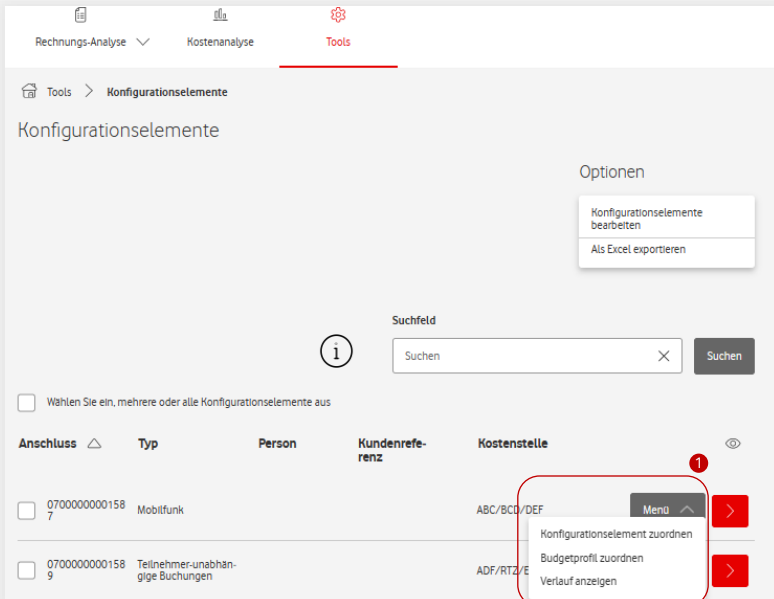 Rechnungs-Analyse
Kostenanalyse
Tools
Tools > Konfigurationselemente
Konfigurationselemente
Optionen
Konfigurationselemente
bearbeiten
Als Excel exportieren
Suchfeld
i
Suchen
Suchen
Wählen Sie ein, mehrere oder alle Konfigurationselemente aus
Anschluss Typ Person Kundenrefe-
renz Kostenstelle
1
0700000000158
7
Mobilfunk
ABC/BCD/DEF
Menü
Konfigurationselement zuordnen
Budgetprofil zuordnen
Verlauf anzeigen
0700000000158
9
Teilnehmer-unabhän-
gige Buchungen
ADF/RTZ/